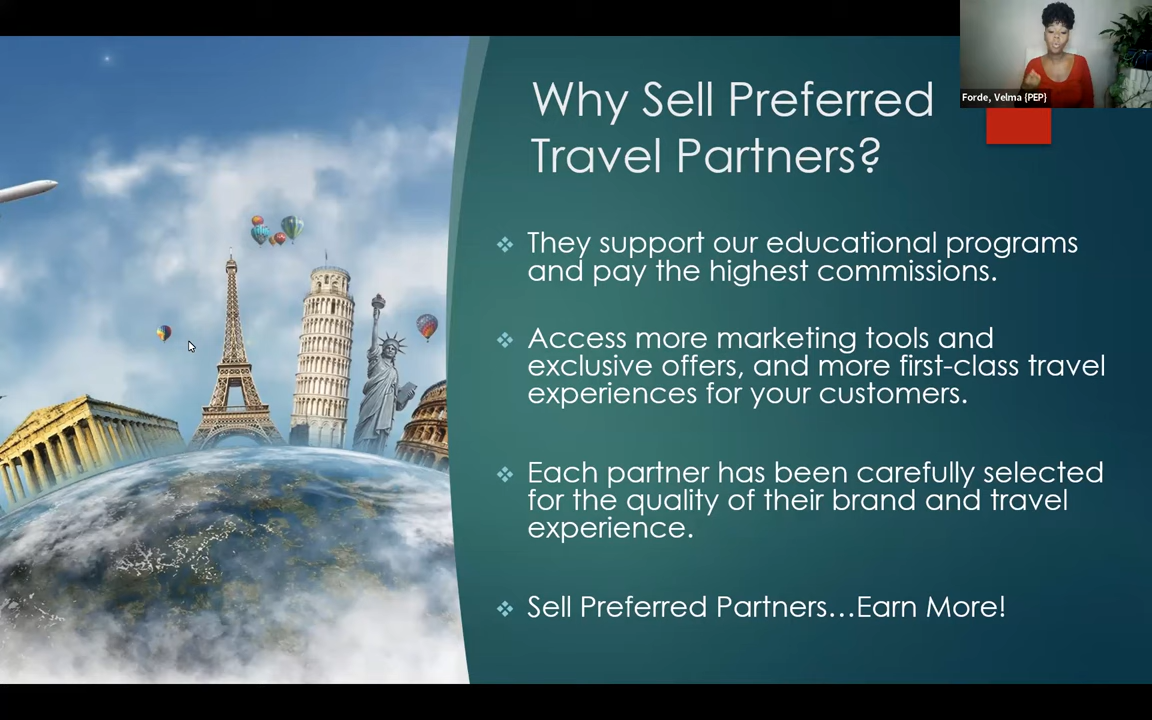 Why Sell Preferred
Travel Partners?
Forde, Velma {PEP}
They support our educational programs
and pay the highest commissions.
Access more marketing tools and
exclusive offers, and more first-class travel
experiences for your customers.
Each partner has been carefully selected
for the quality of their brand and travel
experience.
Sell Preferred Partners...Earn More!